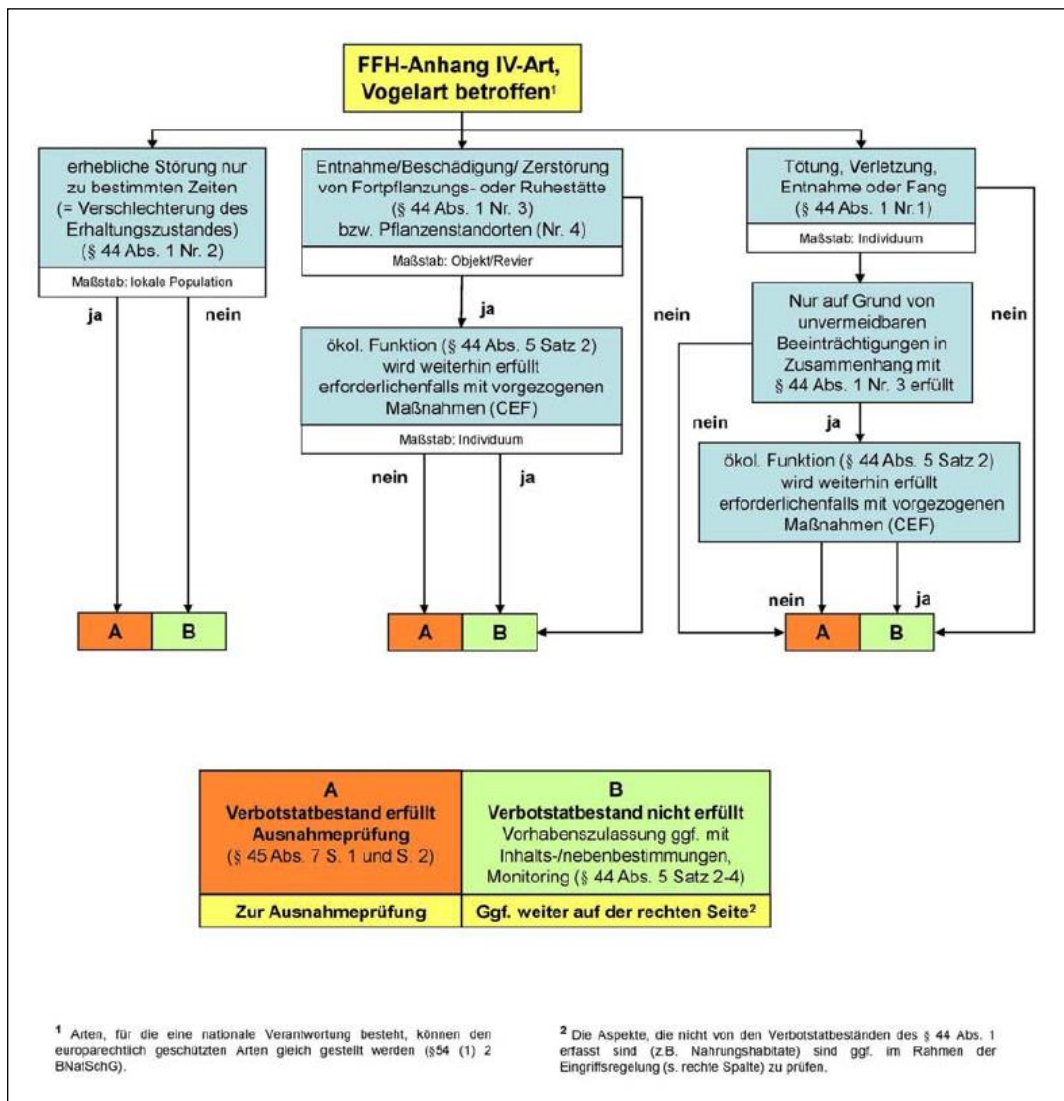 FFH-Anhang IV-Art,
Vogelart betroffen¹
erhebliche Störung nur
zu bestimmten Zeiten
(= Verschlechterung des
Erhaltungszustandes)
(§ 44 Abs. 1 Nr. 2)
Maßstab: lokale Population
ja
nein
Entnahme/Beschädigung/ Zerstörung
von Fortpflanzungs- oder Ruhestätte
(§ 44 Abs. 1 Nr. 3)
bzw. Pflanzenstandorten (Nr. 4)
Maßstab: Objekt/Revier
ja
nein
ökol. Funktion (§ 44 Abs. 5 Satz 2)
wird weiterhin erfüllt
erforderlichenfalls mit vorgezogenen
Maßnahmen (CEF)
Maßstab: Individuum
nein
ja
Tötung, Verletzung,
Entnahme oder Fang
(§ 44 Abs. 1 Nr.1)
Maßstab: Individuum
nein
Nur auf Grund von
unvermeidbaren
Beeinträchtigungen in
Zusammenhang mit
§ 44 Abs. 1 Nr. 3 erfüllt
nein
ja
ökol. Funktion (§ 44 Abs. 5 Satz 2)
wird weiterhin erfüllt
erforderlichenfalls mit vorgezogenen
Maßnahmen (CEF)
nein
ja
A B
A B
A B
A
Verbotstatbestand erfüllt
Ausnahmeprüfung
(§ 45 Abs. 7 S. 1 und S. 2)
Zur Ausnahmeprüfung
B
Verbotstatbestand nicht erfüllt
Vorhabenszulassung ggf. mit
Inhalts-/nebenbestimmungen,
Monitoring (§ 44 Abs. 5 Satz 2-4)
Ggf. weiter auf der rechten Seite²
¹ Arten, für die eine nationale Verantwortung besteht, können den
europarechtlich geschützten Arten gleich gestellt werden (§54 (1) 2
BNatSchG).
² Die Aspekte, die nicht von den Verbotstatbeständen des § 44 Abs. 1
erfasst sind (z.B. Nahrungshabitate) sind ggf. im Rahmen der
Eingriffsregelung (s. rechte Spalte) zu prüfen.